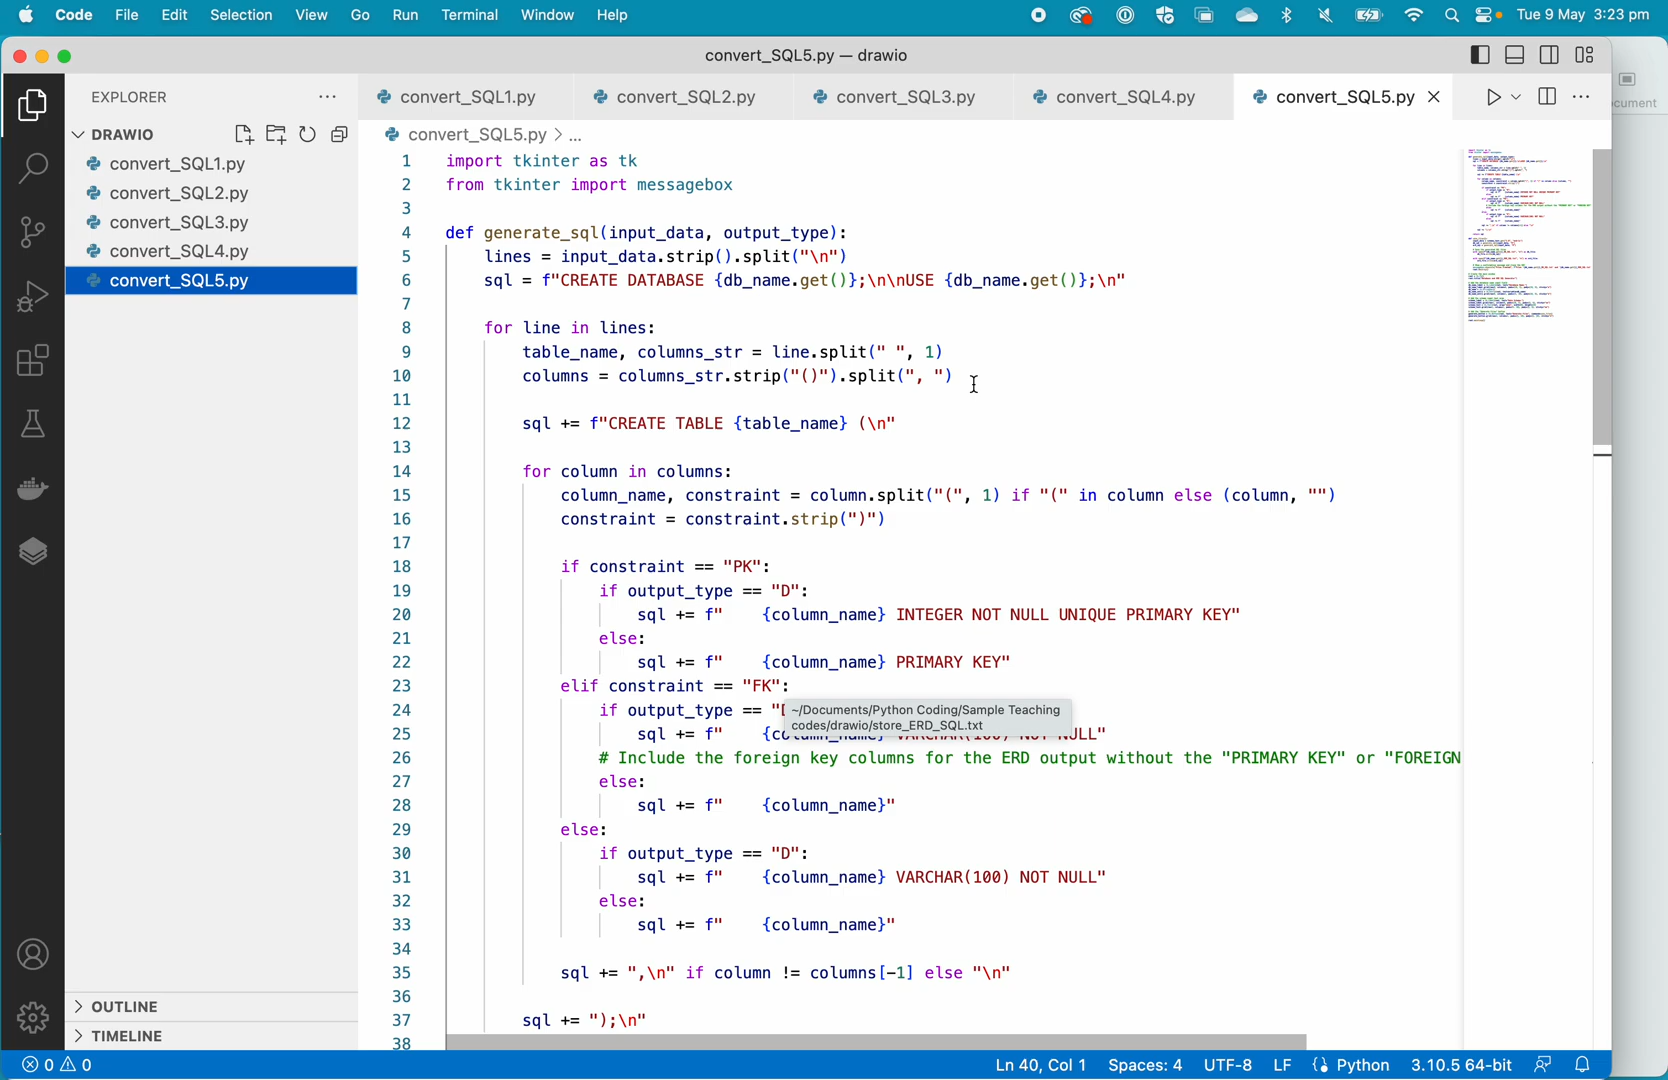 Code File Edit Selection View Go Run Terminal Window Help Tue 9 May 3:23 pm
convert_SQL5.py — drawio
EXPLORER
DRAWIO
convert_SQL1.py
convert_SQL2.py
convert_SQL3.py
convert_SQL4.py
convert_SQL5.py
OUTLINE
TIMELINE
convert_SQL1.py convert_SQL2.py convert_SQL3.py convert_SQL4.py convert_SQL5.py
cument
convert_SQL5.py > ...
1 import tkinter as tk
2 from tkinter import messagebox
3
4 def generate_sql(input_data, output_type):
5 lines = input_data.strip().split("\n")
6 sql = f"CREATE DATABASE {db_name.get()};\n\nUSE {db_name.get()};\n"
7
8 for line in lines:
9 table_name, columns_str = line.split(" ", 1)
10 columns = columns_str.strip("()").split(", ")
11
12 sql += f"CREATE TABLE {table_name} (\n"
13
14 for column in columns:
15 column_name, constraint = column.split("(", 1) if "(" in column else (column, "")
16 constraint = constraint.strip(")")
17
18 if constraint == "PK":
19 if output_type == "D":
20 sql += f"    {column_name} INTEGER NOT NULL UNIQUE PRIMARY KEY"
21 else:
22 sql += f"    {column_name} PRIMARY KEY"
23 elif constraint == "FK":
24 if output_type == "
~/Documents/Python Coding/Sample Teaching
codes/drawio/store_ERD_SQL.txt
25 sql += f"    {column_name} VARCHAR(100) NOT NULL"
26 # Include the foreign key columns for the ERD output without the "PRIMARY KEY" or "FOREIGN
27 else:
28 sql += f"    {column_name}"
29 else:
30 if output_type == "D":
31 sql += f"    {column_name} VARCHAR(100) NOT NULL"
32 else:
33 sql += f"    {column_name}"
34
35 sql += ",\n" if column != columns[-1] else "\n"
36
37 sql += ");\n"
38
0 0 Ln 40, Col 1 Spaces: 4 UTF-8 LF Python 3.10.5 64-bit